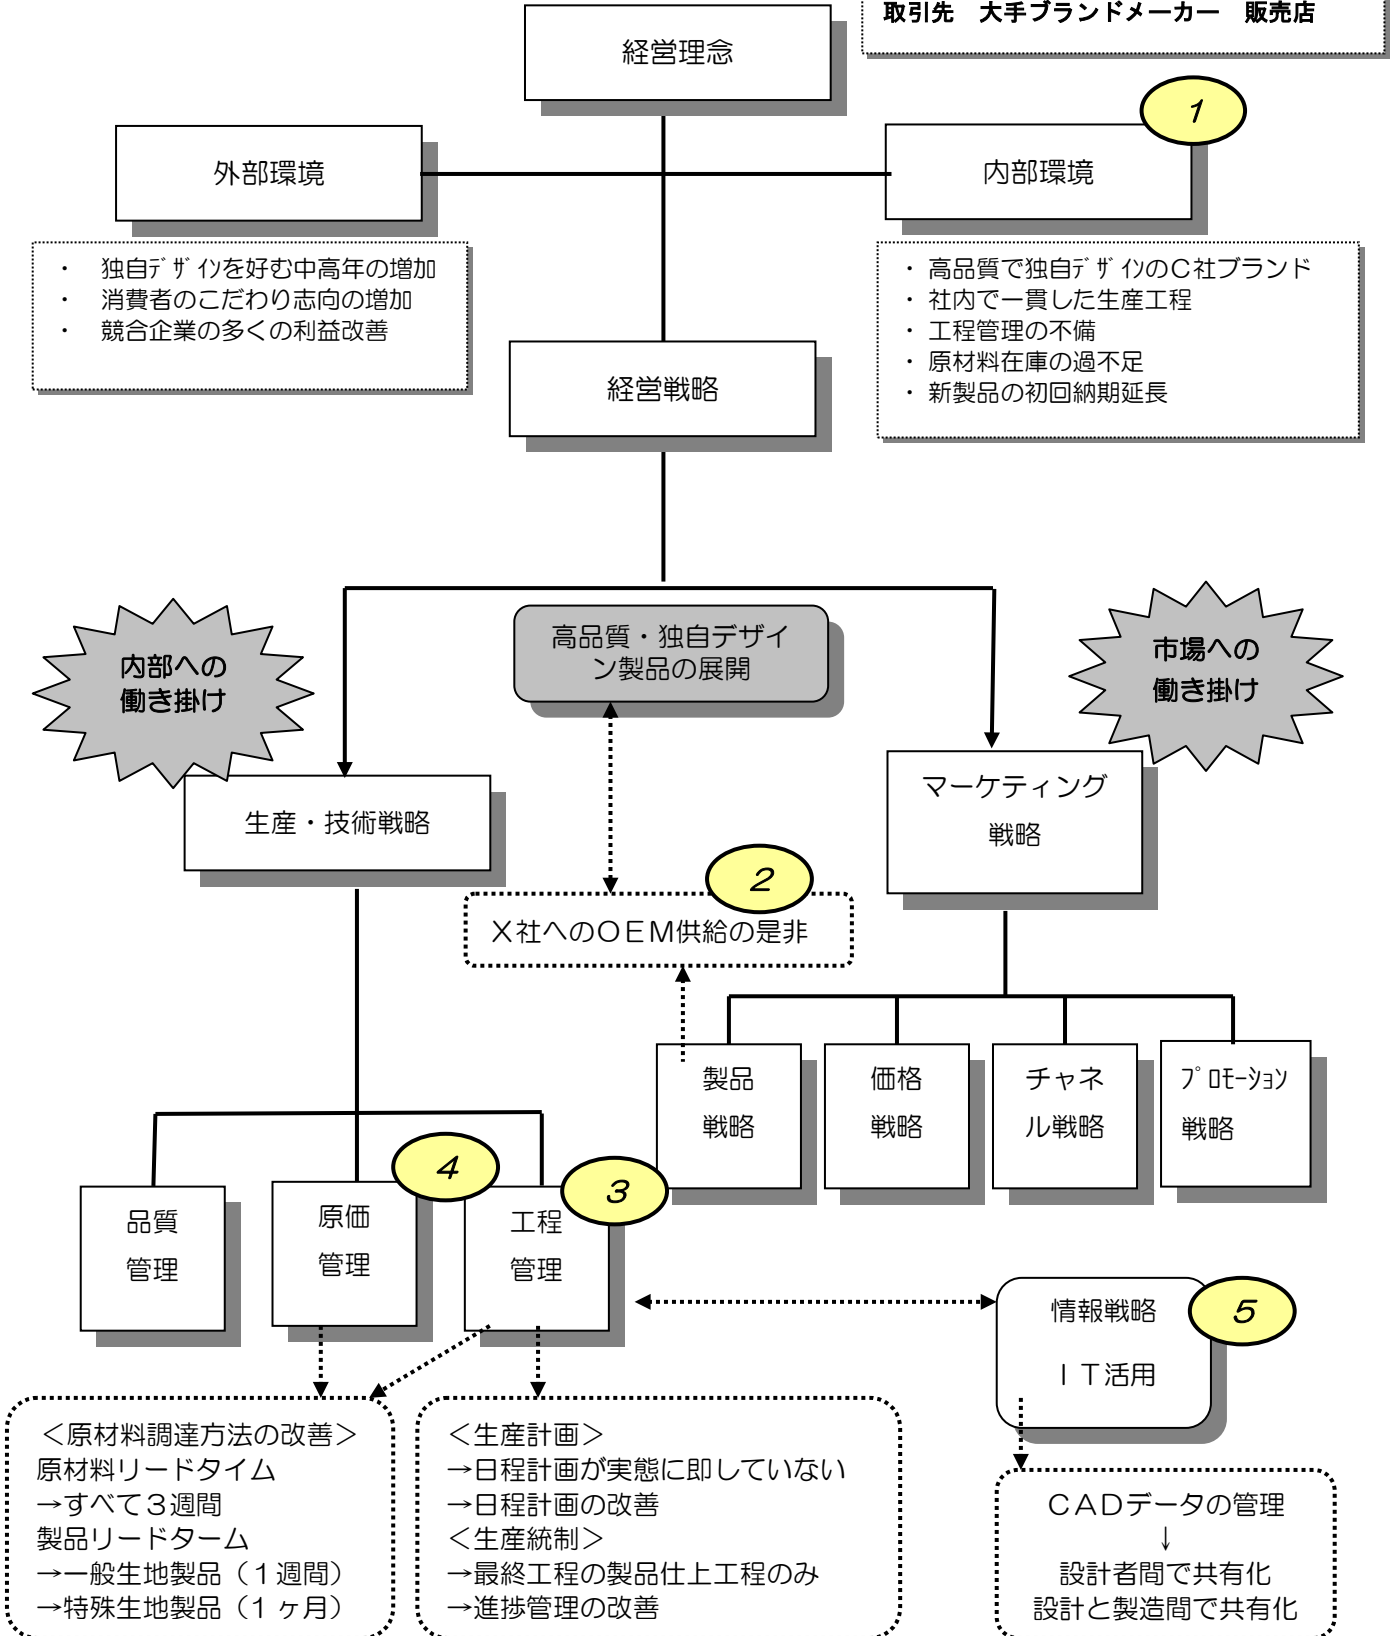 取引先　大手ブランドメーカー　販売店
経営理念
1
外部環境
内部環境
・　独自ﾃﾞｻﾞｲﾝを好む中高年の増加
・　消費者のこだわり志向の増加
・　競合企業の多くの利益改善
・ 高品質で独自ﾃﾞｻﾞｲﾝのＣ社ブランド
・ 社内で一貫した生産工程
・ 工程管理の不備
・ 原材料在庫の過不足
・ 新製品の初回納期延長
経営戦略
内部への
働き掛け
高品質・独自デザイ
ン製品の展開
市場への
働き掛け
生産・技術戦略
マーケティング
戦略
2
Ｘ社へのＯＥＭ供給の是非
製品
戦略
価格
戦略
チャネ
ル戦略
ﾌﾟﾛﾓｰｼｮﾝ
戦略
4
3
品質
管理
原価
管理
工程
管理
5
情報戦略
ＩＴ活用
＜原材料調達方法の改善＞
原材料リードタイム
→すべて３週間
製品リードターム
→一般生地製品（１週間）
→特殊生地製品（１ヶ月）
＜生産計画＞
→日程計画が実態に即していない
→日程計画の改善
＜生産統制＞
→最終工程の製品仕上工程のみ
→進捗管理の改善
ＣＡＤデータの管理
↓
設計者間で共有化
設計と製造間で共有化